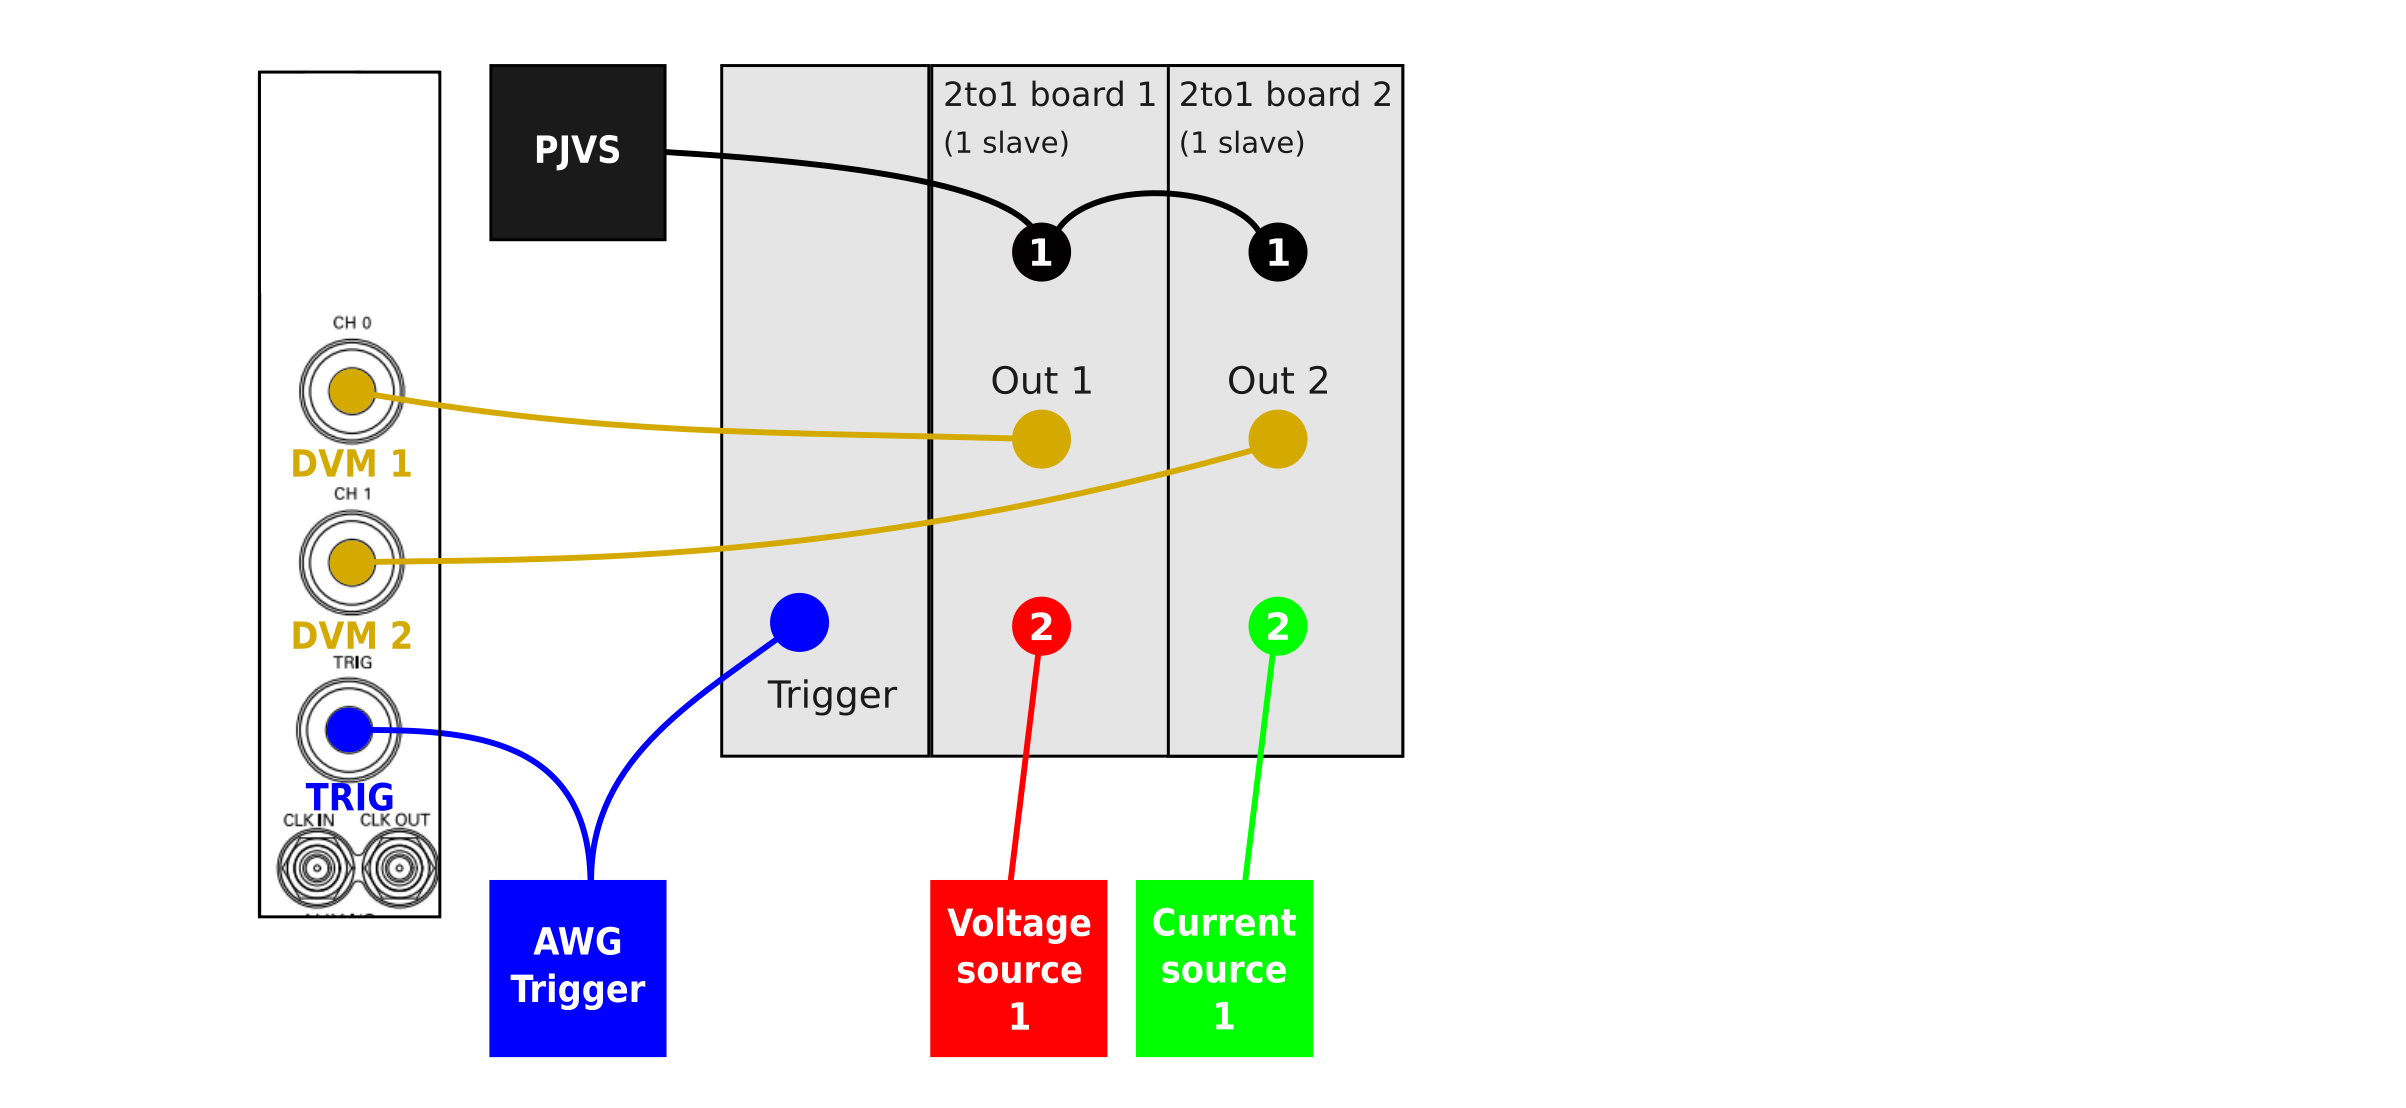 PJVS
2to1 board 1
(1 slave)
2to1 board 2
(1 slave)
1
1
CH 0
DVM 1
Out 1
Out 2
CH 1
DVM 2
2
2
TRIG
Trigger
TRIG
CLK IN
CLK OUT
AWG
Trigger
Voltage
source
1
Current
source
1